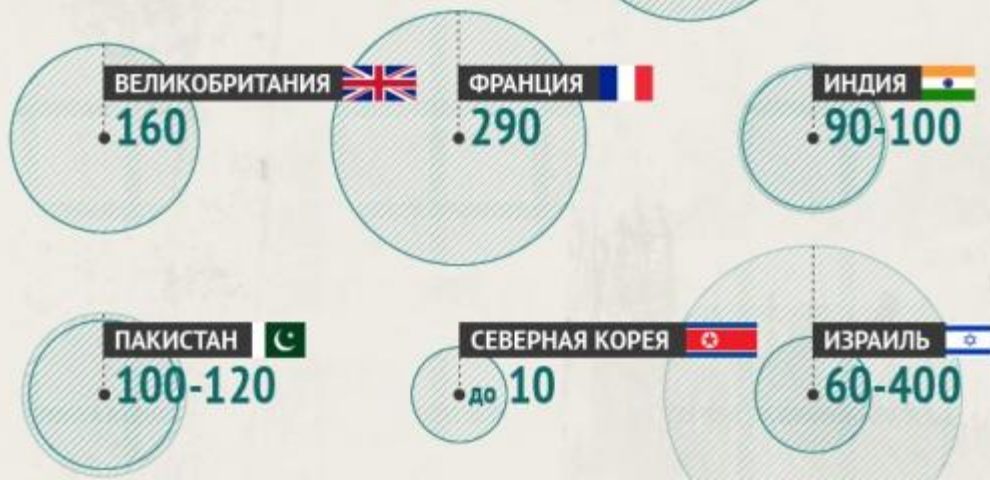 ВЕЛИКОБРИТАНИЯ
160
ФРАНЦИЯ
290
ИНДИЯ
90-100
ПАКИСТАН
100-120
СЕВЕРНАЯ КОРЕЯ
до 10
ИЗРАИЛЬ
60-400